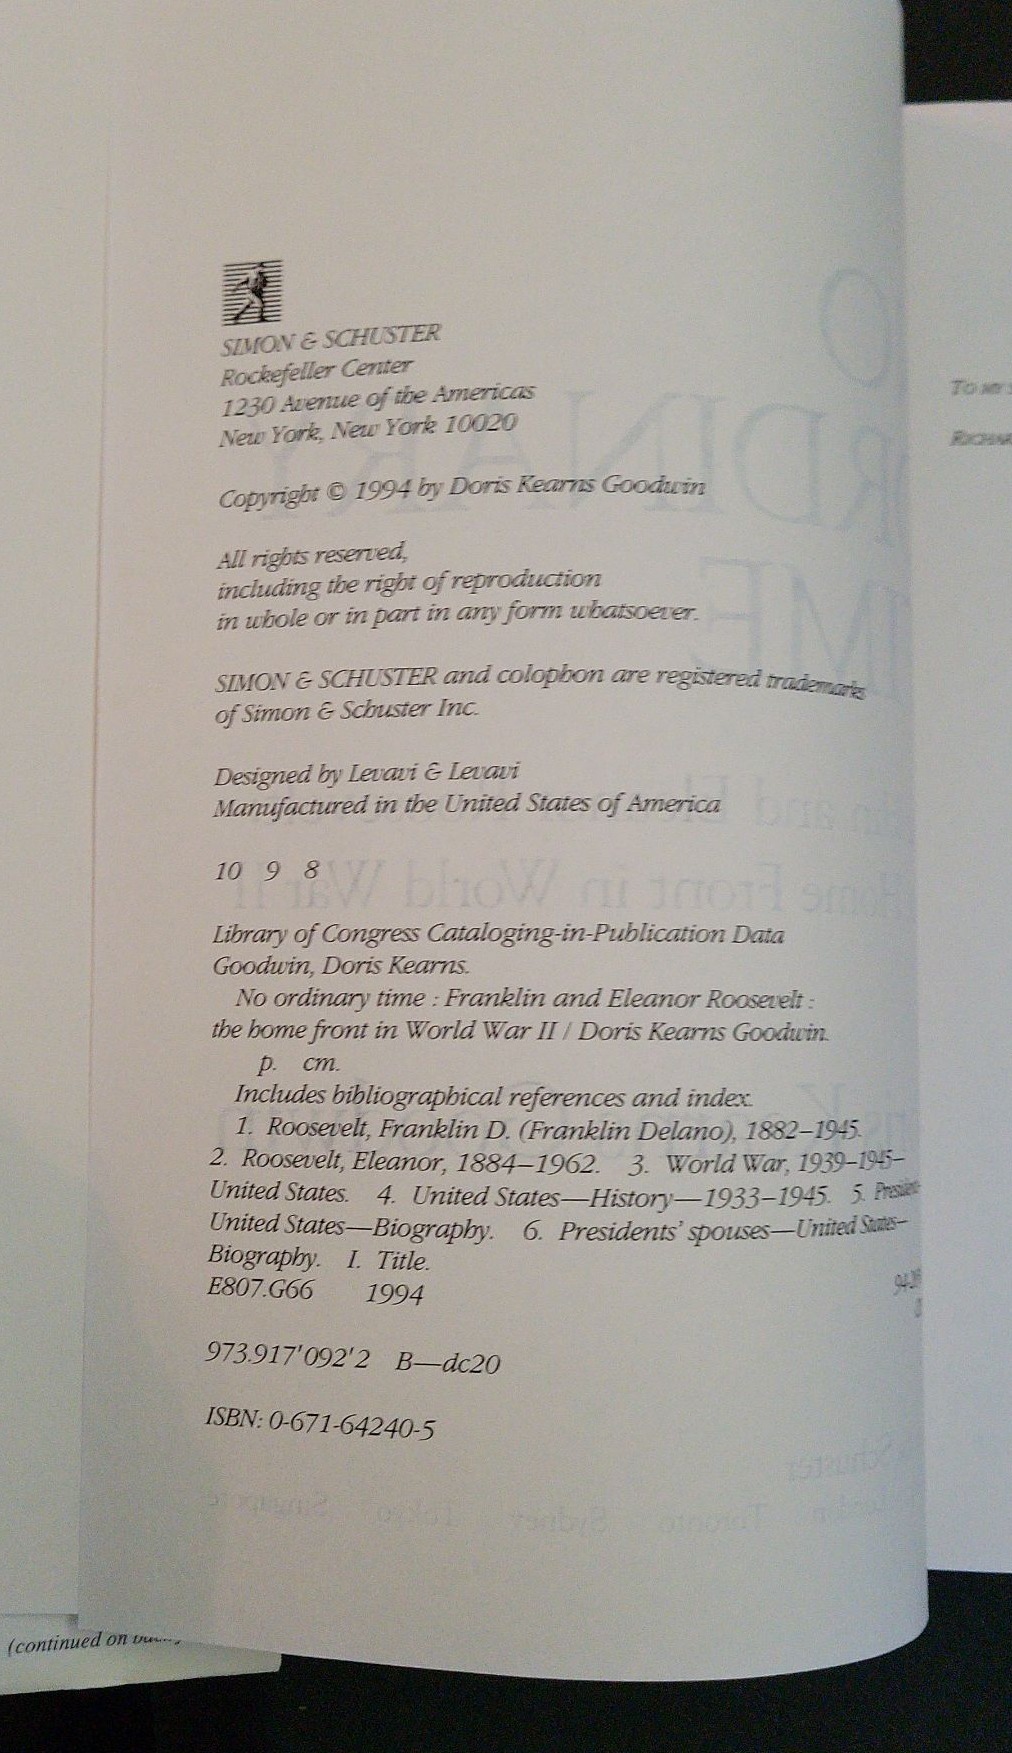 SIMON & SCHUSTER
Rockefeller Center
1230 Avenue of the Americas
New York, New York 10020
Copyright © 1994 by Doris Kearns Goodwin
All rights reserved,
including the right of reproduction
in whole or in part in any form whatsoever.
SIMON & SCHUSTER and colophon are registered trademarks
of Simon & Schuster Inc.
Designed by Levavi & Levavi
Manufactured in the United States of America
10 9 8
Library of Congress Cataloging-in-Publication Data
Goodwin, Doris Kearns.
No ordinary time : Franklin and Eleanor Roosevelt :
the home front in World War II / Doris Kearns Goodwin.
p. cm.
Includes bibliographical references and index.
1. Roosevelt, Franklin D. (Franklin Delano), 1882–1945.
2. Roosevelt, Eleanor, 1884–1962. 3. World War, 1939–1945–
United States. 4. United States—History—1933–1945. 5.
United States—Biography. 6. Presidents' spouses—United States–
Biography. I. Title.
E807.G66 1994
973.917'092'2 B—dc20
ISBN: 0-671-64240-5
TO MY
(continued on